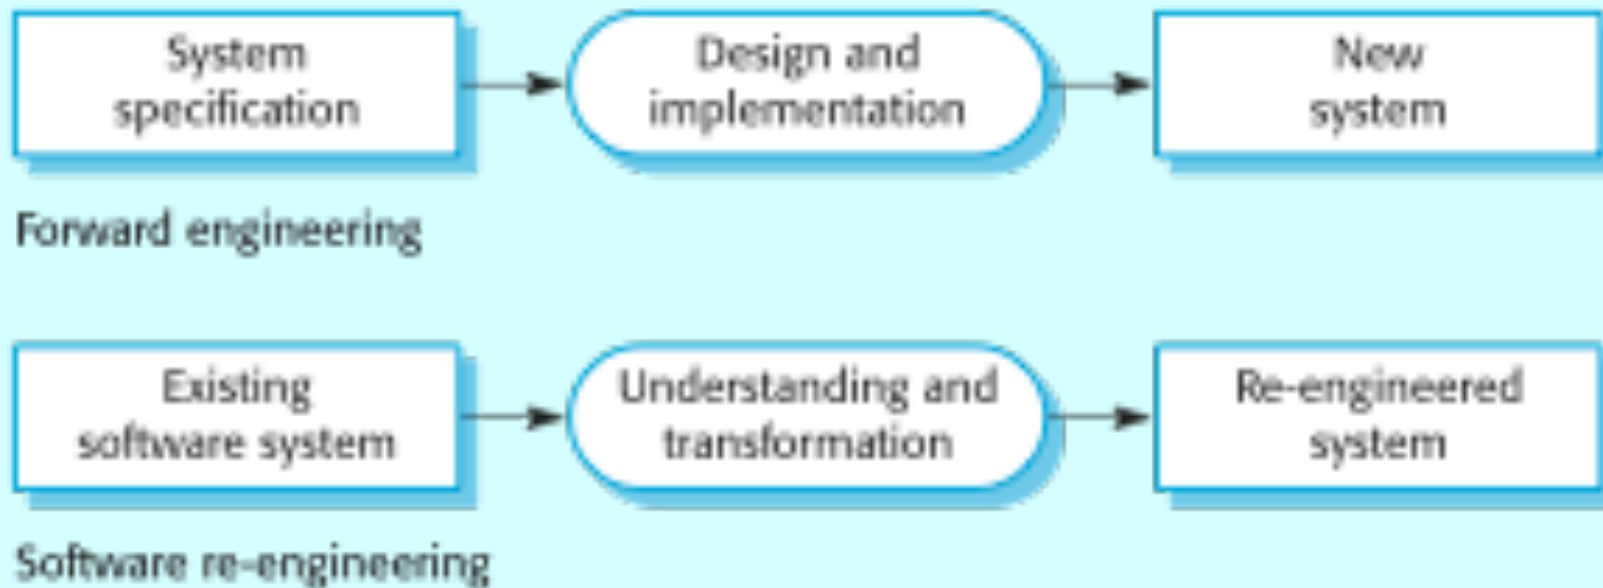 System
specification
Design and
implementation
New
system
Forward engineering
Existing
software system
Understanding and
transformation
Re-engineered
system
Software re-engineering